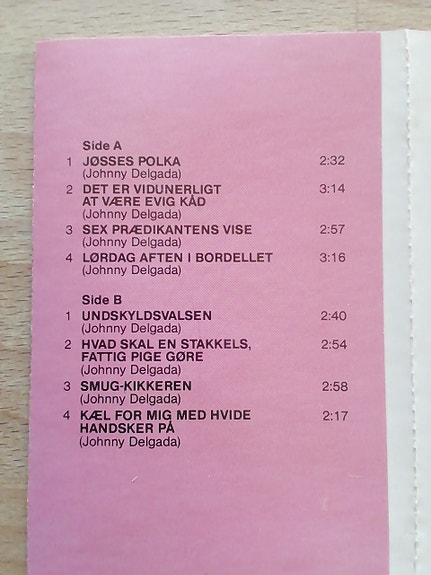 Side A
1 JØSSES POLKA 2:32
(Johnny Delgada)
2 DET ER VIDUNERLIGT 3:14
AT VÆRE EVIG KÅD
(Johnny Delgada)
3 SEX PRÆDIKANTENS VISE 2:57
(Johnny Delgada)
4 LØRDAG AFTEN I BORDELLET 3:16
(Johnny Delgada)
Side B
1 UNDSKYLDSVALSEN 2:40
(Johnny Delgada)
2 HVAD SKAL EN STAKKELS, 2:54
FATTIG PIGE GØRE
(Johnny Delgada)
3 SMUG-KIKKEREN 2:58
(Johnny Delgada)
4 KÆL FOR MIG MED HVIDE 2:17
HANDSKER PÅ
(Johnny Delgada)